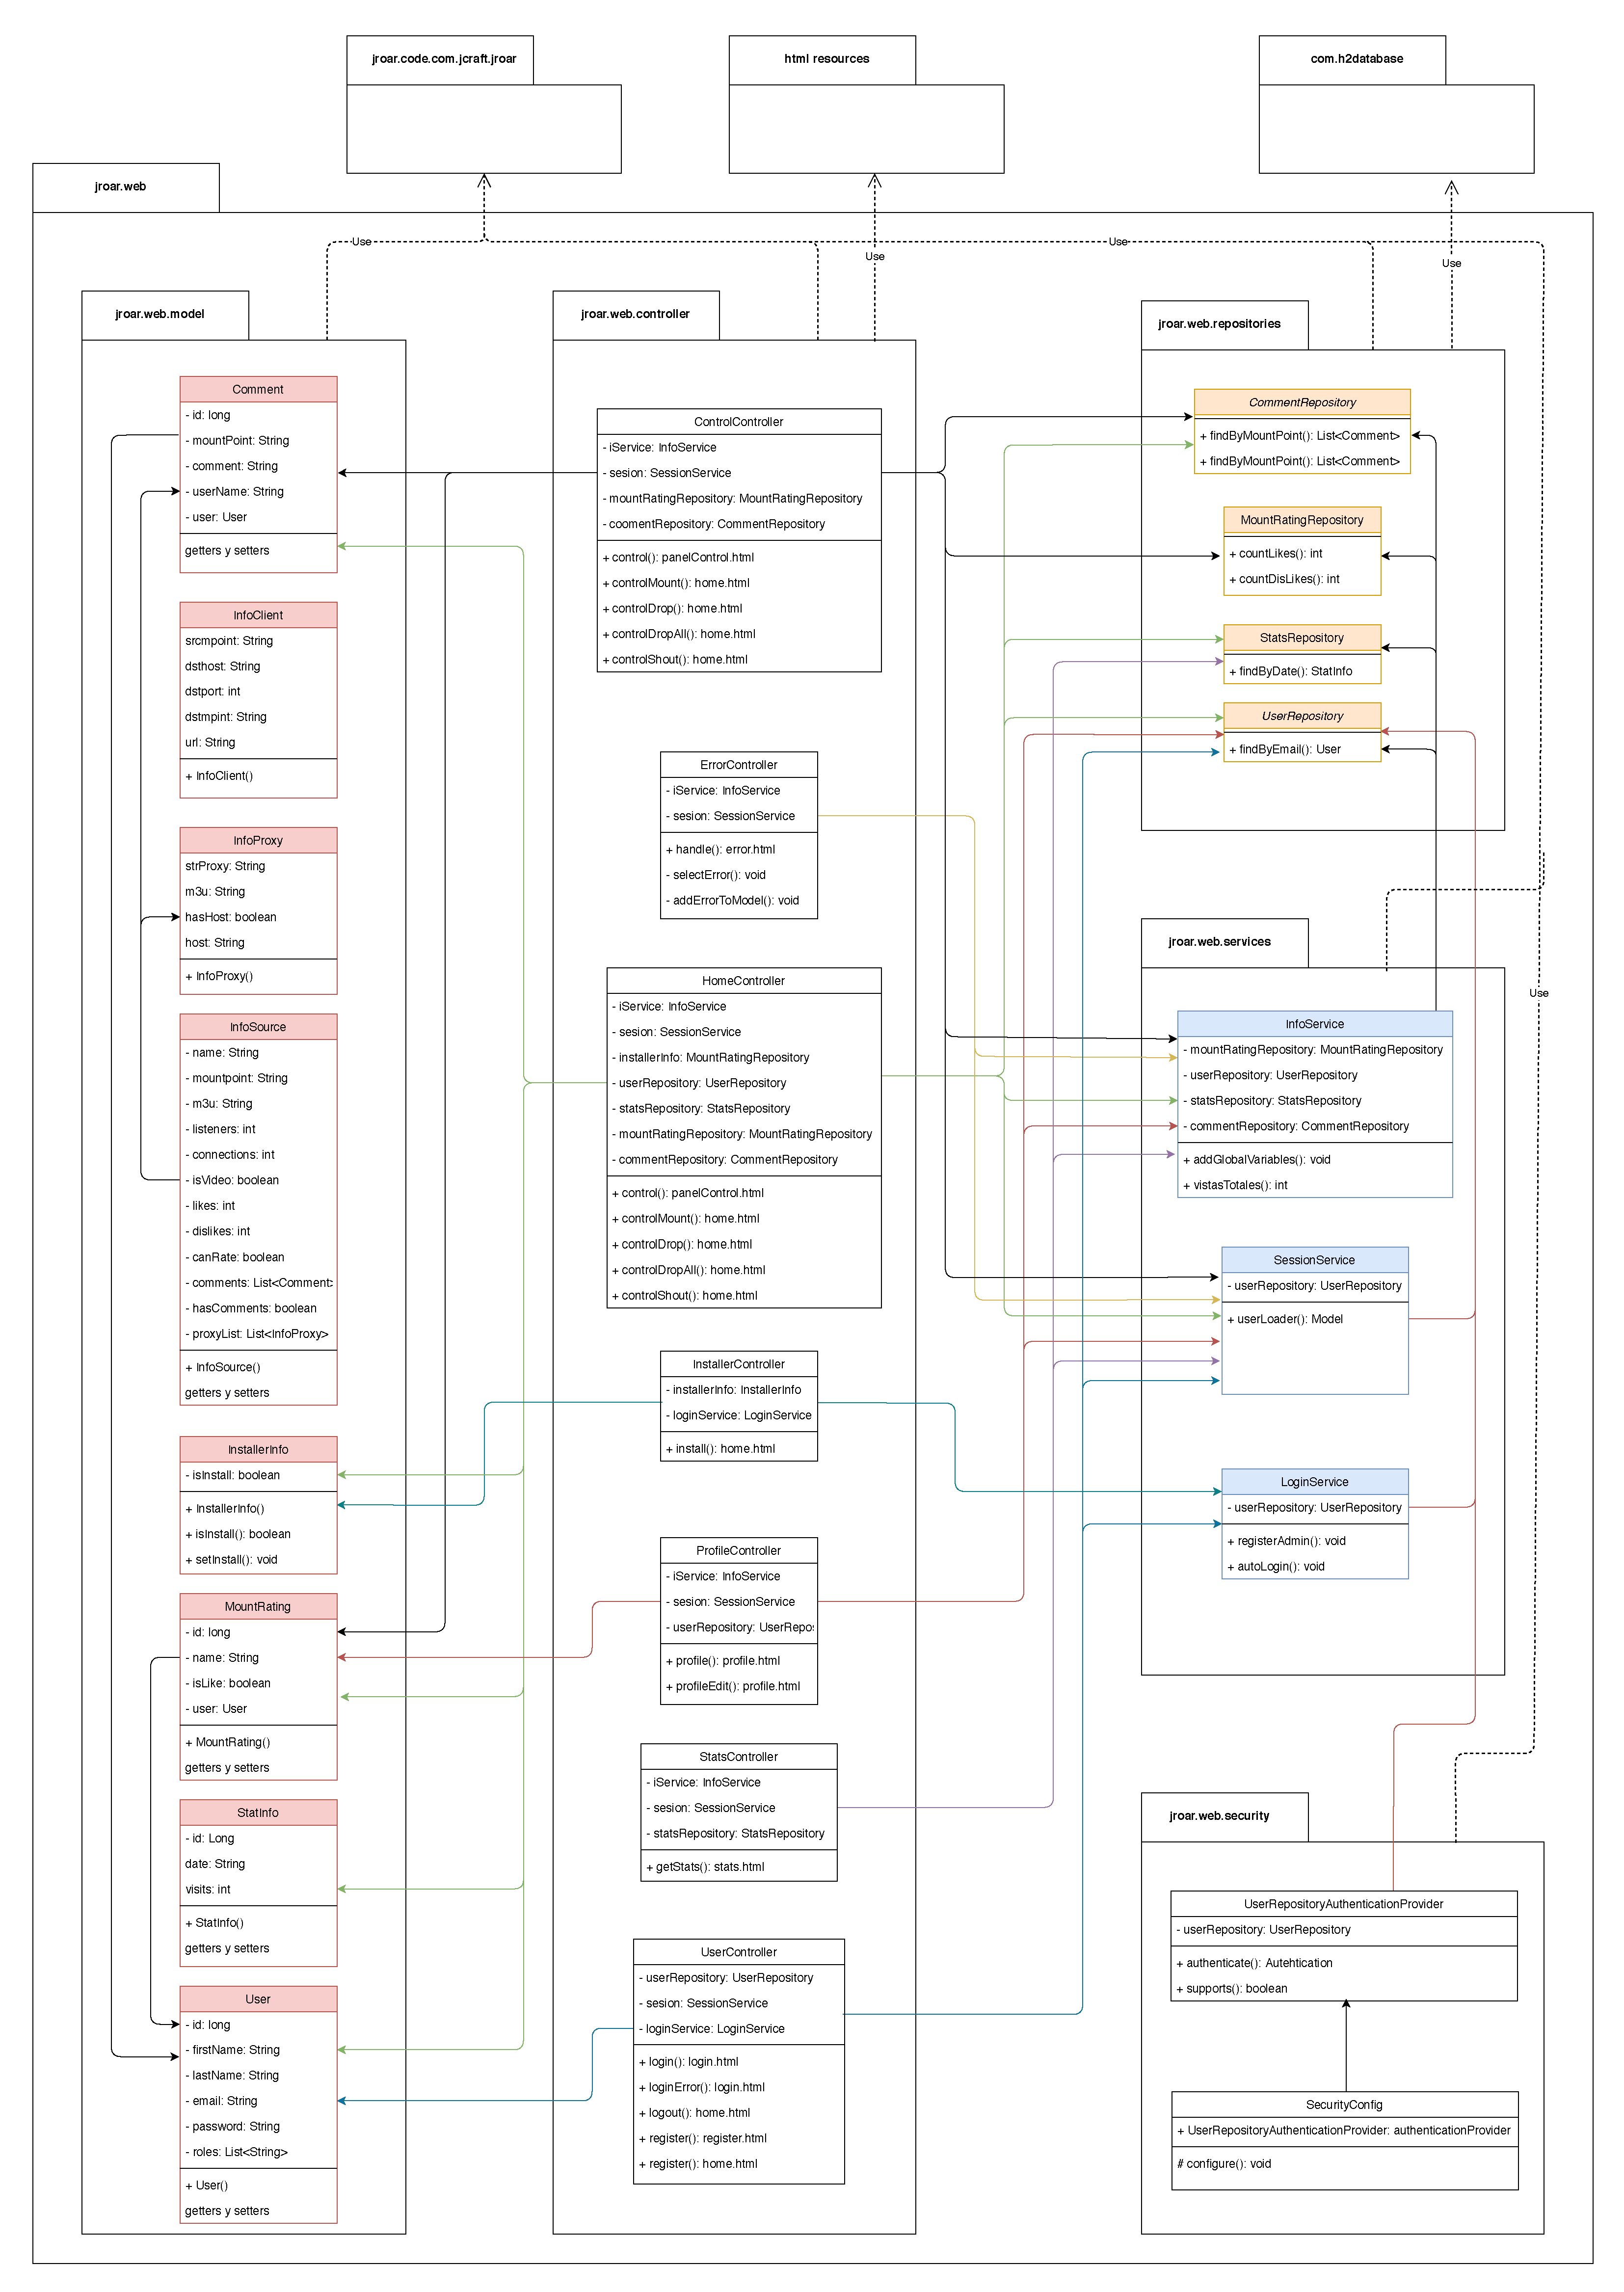 jroar.code.com.jcraft.jroar
html resources
com.h2database
jroar.web
Use
Use
Use
Use
jroar.web.model
Comment
- id: long
- mountPoint: String
- comment: String
- userName: String
- user: User
getters y setters
InfoClient
srcmpoint: String
dsthost: String
dstport: int
dstmpint: String
url: String
+ InfoClient()
InfoProxy
strProxy: String
m3u: String
hasHost: boolean
host: String
+ InfoProxy()
InfoSource
- name: String
- mountpoint: String
- m3u: String
- listeners: int
- connections: int
- isVideo: boolean
- likes: int
- dislikes: int
- canRate: boolean
- comments: List<Comment:
- hasComments: boolean
- proxyList: List<InfoProxy>
+ InfoSource()
getters y setters
InstallerInfo
- isInstall: boolean
+ InstallerInfo()
+ isInstall(): boolean
+ setInstall(): void
MountRating
- id: long
- name: String
- isLike: boolean
- user: User
+ MountRating()
getters y setters
StatInfo
- id: Long
date: String
visits: int
+ StatInfo()
getters y setters
User
- id: long
- firstName: String
- lastName: String
- email: String
- password: String
- roles: List<String>
+ User()
getters y setters
jroar.web.controller
ControlController
- iService: InfoService
- sesion: SessionService
- mountRatingRepository: MountRatingRepository
- coomentRepository: CommentRepository
+ control(): panelControl.html
+ controlMount(): home.html
+ controlDrop(): home.html
+ controlDropAll(): home.html
+ controlShout(): home.html
ErrorController
- iService: InfoService
- sesion: SessionService
+ handle(): error.html
- selectError(): void
- addErrorToModel(): void
HomeController
- iService: InfoService
- sesion: SessionService
- installerInfo: MountRatingRepository
- userRepository: UserRepository
- statsRepository: StatsRepository
- mountRatingRepository: MountRatingRepository
- commentRepository: CommentRepository
+ control(): panelControl.html
+ controlMount(): home.html
+ controlDrop(): home.html
+ controlDropAll(): home.html
+ controlShout(): home.html
InstallerController
- installerInfo: InstallerInfo
- loginService: LoginService
+ install(): home.html
ProfileController
- iService: InfoService
- sesion: SessionService
- userRepository: UserRepos
+ profile(): profile.html
+ profileEdit(): profile.html
StatsController
- iService: InfoService
- sesion: SessionService
- statsRepository: StatsRepository
+ getStats(): stats.html
UserController
- userRepository: UserRepository
- sesion: SessionService
- loginService: LoginService
+ login(): login.html
+ loginError(): login.html
+ logout(): home.html
+ register(): register.html
+ register(): home.html
jroar.web.repositories
CommentRepository
+ findByMountPoint(): List<Comment>
+ findByMountPoint(): List<Comment>
MountRatingRepository
+ countLikes(): int
+ countDisLikes(): int
StatsRepository
+ findByDate(): StatInfo
UserRepository
+ findByEmail(): User
jroar.web.services
Use
InfoService
- mountRatingRepository: MountRatingRepository
- userRepository: UserRepository
- statsRepository: StatsRepository
- commentRepository: CommentRepository
+ addGlobalVariables(): void
+ vistasTotales(): int
SessionService
- userRepository: UserRepository
+ userLoader(): Model
LoginService
- userRepository: UserRepository
+ registerAdmin(): void
+ autoLogin(): void
jroar.web.security
UserRepositoryAuthenticationProvider
- userRepository: UserRepository
+ authenticate(): Autehtication
+ supports(): boolean
SecurityConfig
+ UserRepositoryAuthenticationProvider: authenticationProvider
# configure(): void